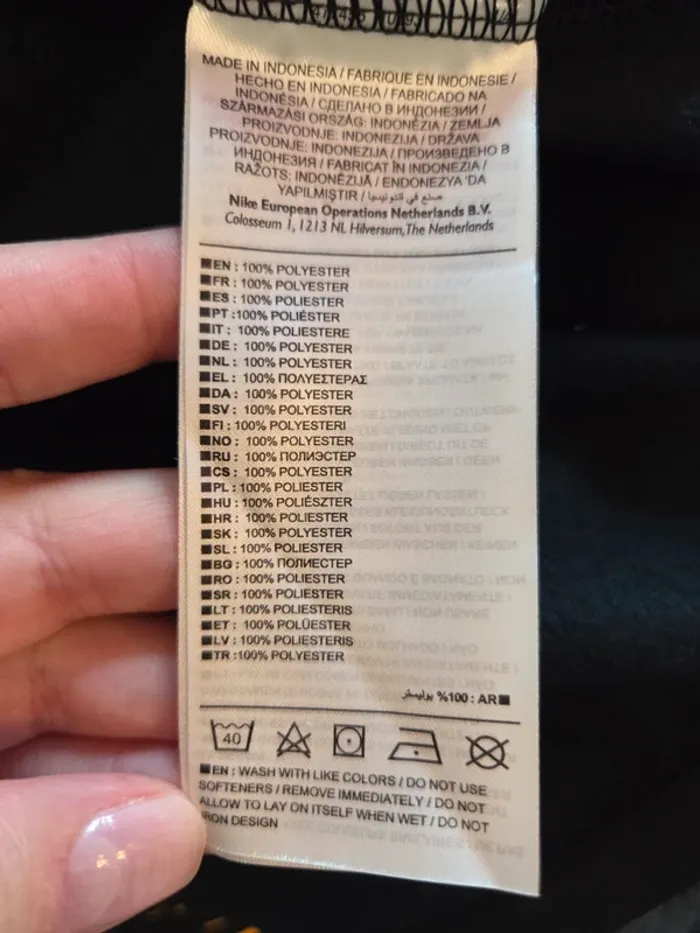 MADE IN INDONESIA / FABRIQUE EN INDONESIE /
HECHO EN INDONESIA / FABRICADO NA
INDONÉSIA / СДЕЛАНО В ИНДОНЕЗИИ /
SZÁRMAZÁSI ORSZÁG: INDONÉZIA / ZEMLJA
PROIZVODNJE: INDONEZIJA / DRŽAVA
PROIZVODNJE: INDONEZIJA / ПРОИЗВЕДЕНО В
ИНДОНЕЗИЯ / FABRICAT ÎN INDONEZIA /
RAŽOTS: INDONĒZIJĀ / ENDONEZYA 'DA
YAPILMIŞTIR / صنع في اندونيسيا
Nike European Operations Netherlands B.V.
Colosseum 1, 1213 NL Hilversum, The Netherlands
EN : 100% POLYESTER
FR : 100% POLYESTER
ES : 100% POLIESTER
PT :100% POLIÉSTER
IT : 100% POLIESTERE
DE : 100% POLYESTER
NL : 100% POLYESTER
EL : 100% ΠΟΛΥΕΣΤΕΡΑΣ
DA : 100% POLYESTER
SV : 100% POLYESTER
FI : 100% POLYESTERI
NO : 100% POLYESTER
RU : 100% ПОЛИЭСТЕР
CS : 100% POLYESTER
PL : 100% POLIESTER
HU : 100% POLIÉSZTER
HR : 100% POLIESTER
SK : 100% POLYESTER
SL : 100% POLIESTER
BG : 100% ПОЛИЕСТЕР
RO : 100% POLIESTER
SR : 100% POLIESTER
LT : 100% POLIESTERIS
ET : 100% POLÜESTER
LV : 100% POLIESTERIS
TR :100% POLYESTER
AR : 100% بوليستر
40
EN : WASH WITH LIKE COLORS / DO NOT USE
SOFTENERS / REMOVE IMMEDIATELY / DO NOT
ALLOW TO LAY ON ITSELF WHEN WET / DO NOT
IRON DESIGN